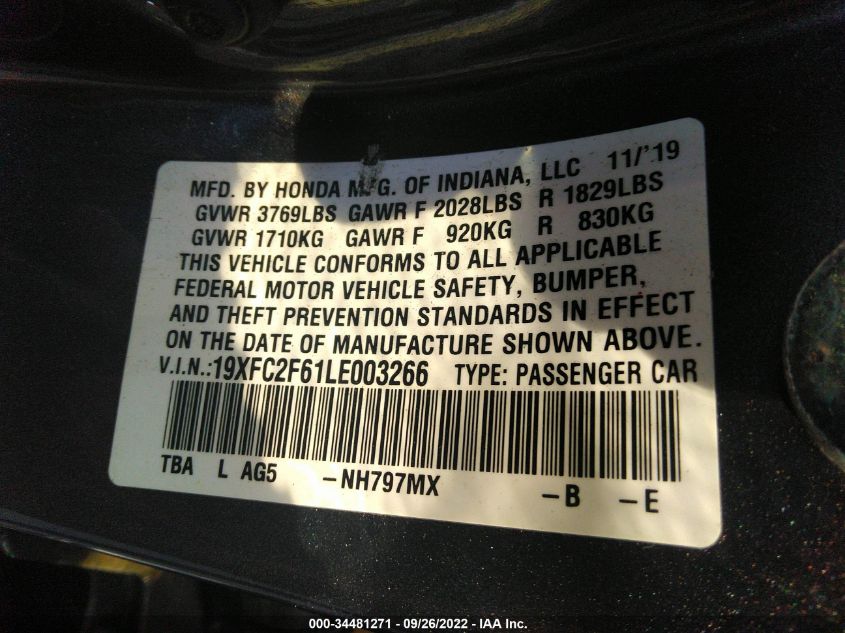 MFD. BY HONDA MFG. OF INDIANA, LLC 11/'19
GVWR 3769LBS GAWR F 2028LBS R 1829LBS
GVWR 1710KG GAWR F 920KG R 830KG
THIS VEHICLE CONFORMS TO ALL APPLICABLE
FEDERAL MOTOR VEHICLE SAFETY, BUMPER,
AND THEFT PREVENTION STANDARDS IN EFFECT
ON THE DATE OF MANUFACTURE SHOWN ABOVE.
V.I.N.:19XFC2F61LE003266 TYPE: PASSENGER CAR
TBA L AG5 -NH797MX -B -E
000-34481271 - 09/26/2022 - IAA Inc.